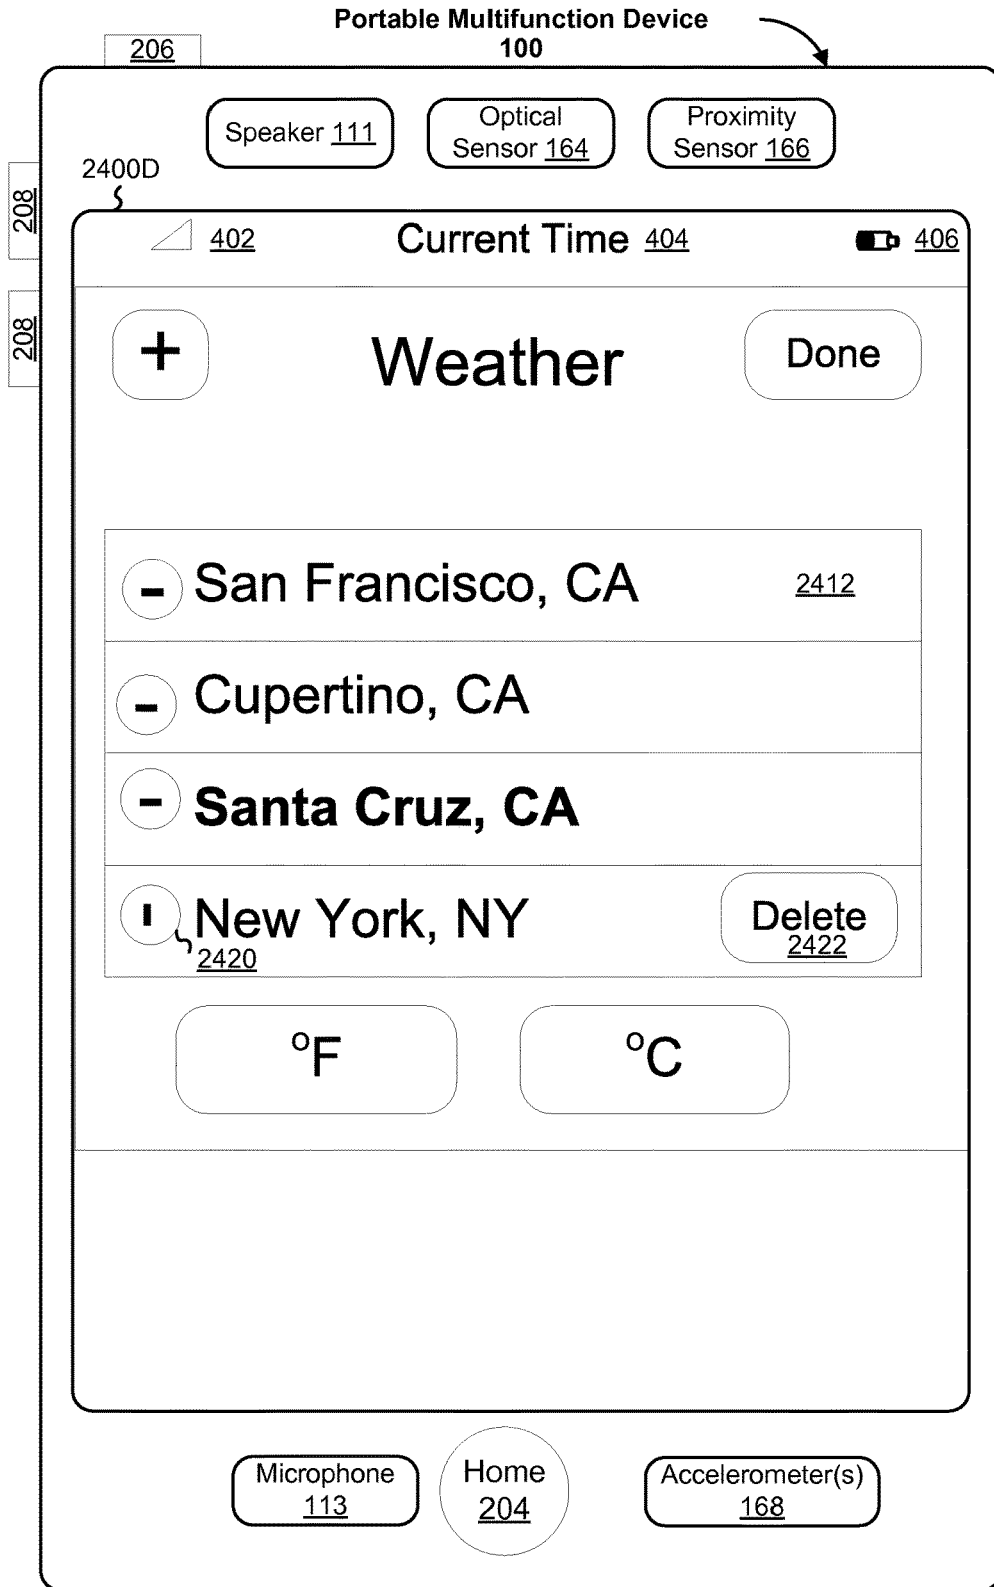 Portable Multifunction Device
100
206
Speaker 111
Optical
Sensor 164
Proximity
Sensor 166
2400D
208
208
402
Current Time 404
406
+
Weather
Done
- San Francisco, CA
2412
- Cupertino, CA
- Santa Cruz, CA
New York, NY
2420
Delete
2422
°F
°C
Microphone
113
Home
204
Accelerometer(s)
168